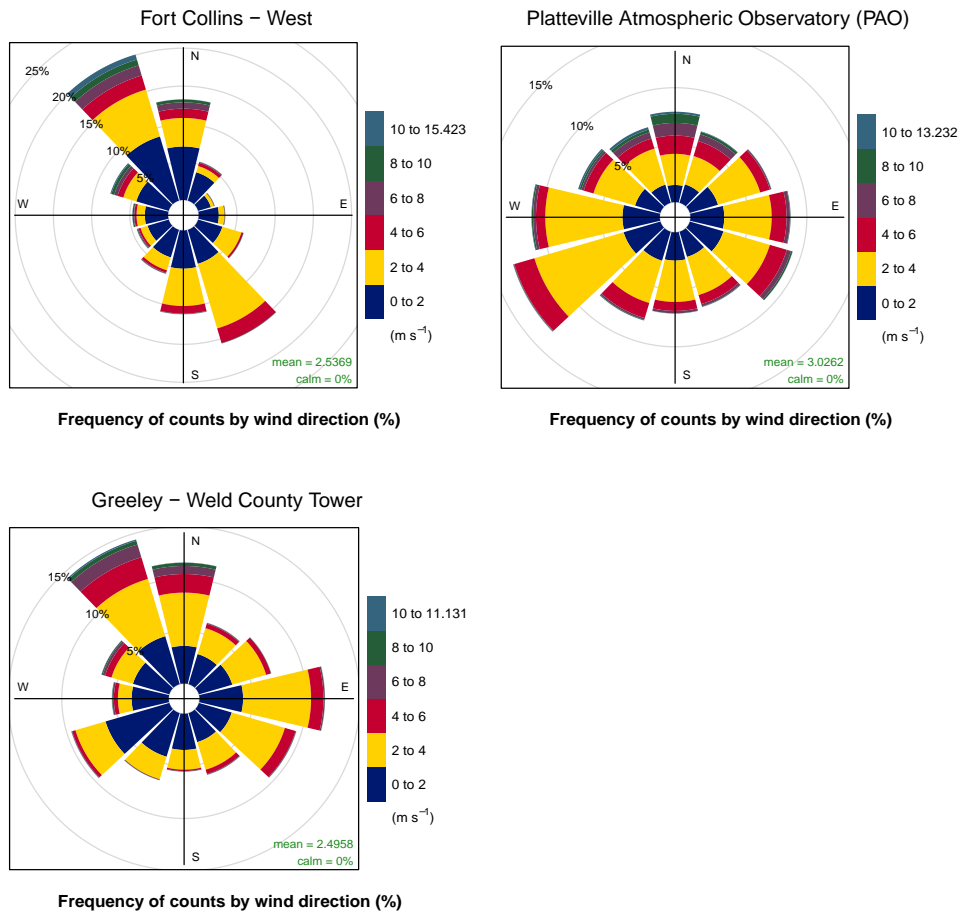 Fort Collins − West
N
25%
20%
15%
10%
5%
W
E
S
mean = 2.5369
calm = 0%
10 to 15.423
8 to 10
6 to 8
4 to 6
2 to 4
0 to 2
(m s⁻¹)
Frequency of counts by wind direction (%)
Platteville Atmospheric Observatory (PAO)
N
15%
10%
5%
W
E
S
mean = 3.0262
calm = 0%
10 to 13.232
8 to 10
6 to 8
4 to 6
2 to 4
0 to 2
(m s⁻¹)
Frequency of counts by wind direction (%)
Greeley − Weld County Tower
N
15%
10%
5%
W
E
S
mean = 2.4958
calm = 0%
10 to 11.131
8 to 10
6 to 8
4 to 6
2 to 4
0 to 2
(m s⁻¹)
Frequency of counts by wind direction (%)